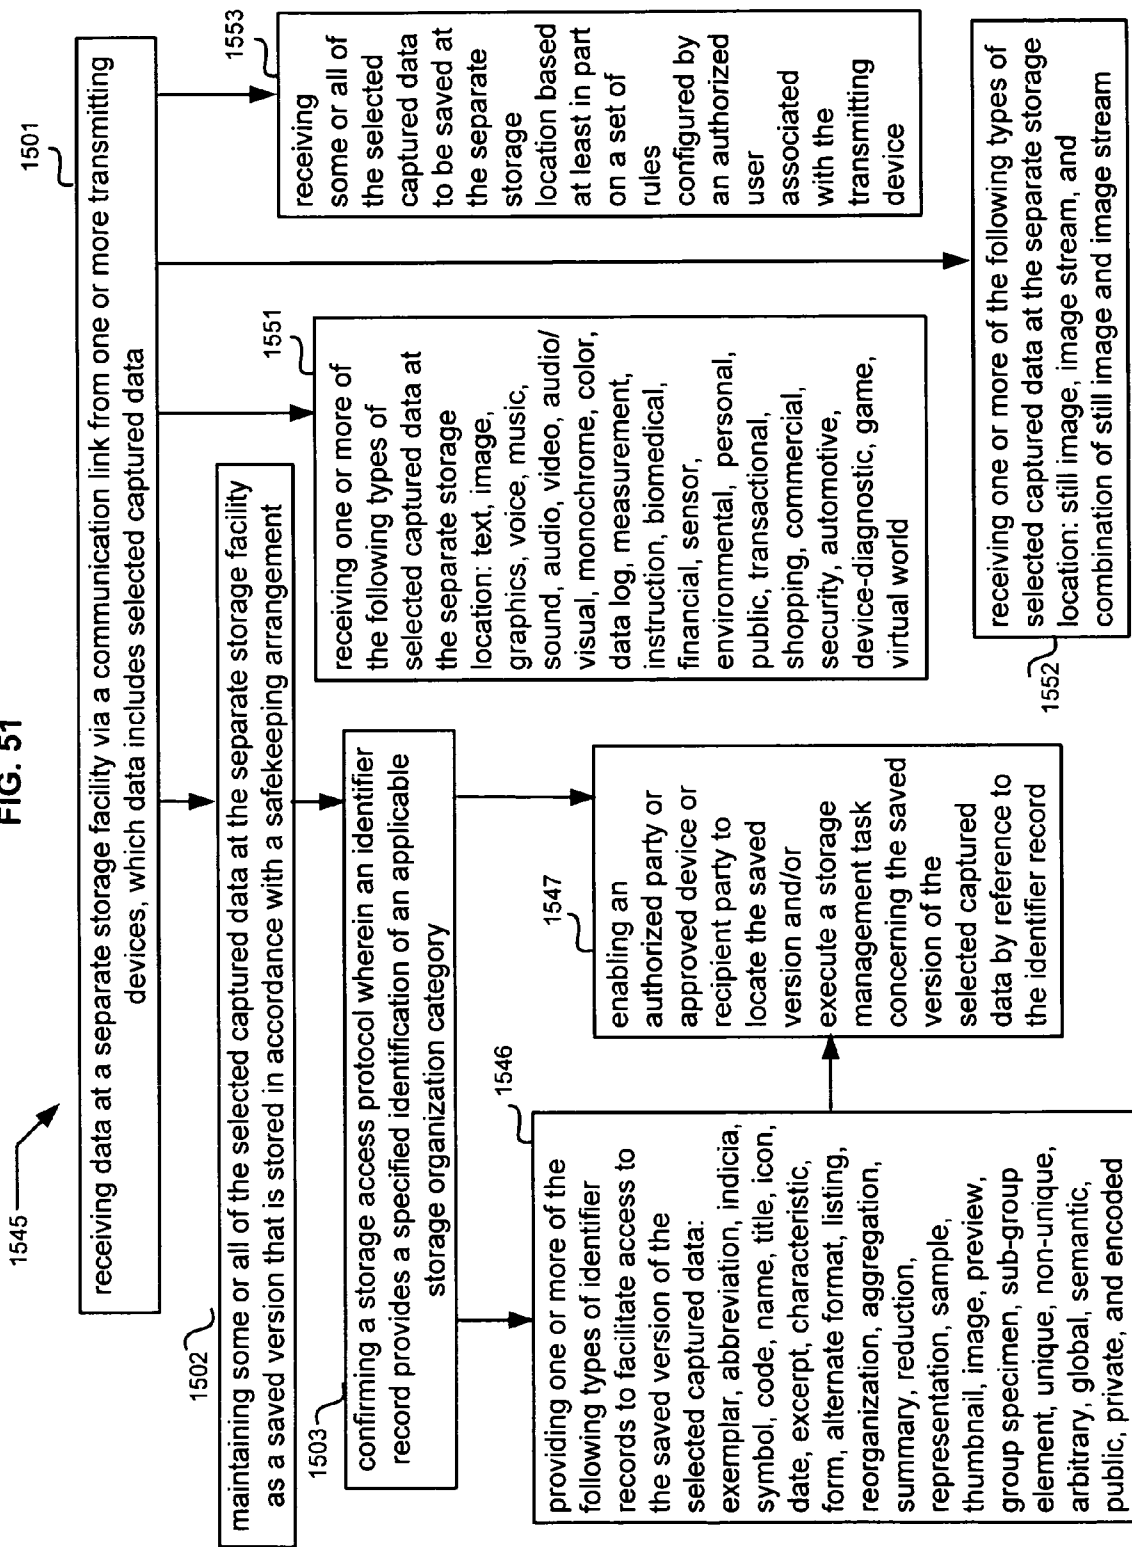 FIG. 51
1545
1501
receiving data at a separate storage facility via a communication link from one or more transmitting
devices, which data includes selected captured data
1502
maintaining some or all of the selected captured data at the separate storage facility
as a saved version that is stored in accordance with a safekeeping arrangement
1503
confirming a storage access protocol wherein an identifier
record provides a specified identification of an applicable
storage organization category
1546
providing one or more of the
following types of identifier
records to facilitate access to
the saved version of the
selected captured data:
exemplar, abbreviation, indicia,
symbol, code, name, title, icon,
date, excerpt, characteristic,
form, alternate format, listing,
reorganization, aggregation,
summary, reduction,
representation, sample,
thumbnail, image, preview,
group specimen, sub-group
element, unique, non-unique,
arbitrary, global, semantic,
public, private, and encoded
1547
enabling an
authorized party or
approved device or
recipient party to
locate the saved
version and/or
execute a storage
management task
concerning the saved
version of the
selected captured
data by reference to
the identifier record
1551
receiving one or more of
the following types of
selected captured data at
the separate storage
location: text, image,
graphics, voice, music,
sound, audio, video, audio/
visual, monochrome, color,
data log, measurement,
instruction, biomedical,
financial, sensor,
environmental, personal,
public, transactional,
shopping, commercial,
security, automotive,
device-diagnostic, game,
virtual world
1552
receiving one or more of the following types of
selected captured data at the separate storage
location: still image, image stream, and
combination of still image and image stream
1553
receiving
some or all of
the selected
captured data
to be saved at
the separate
storage
location based
at least in part
on a set of
rules
configured by
an authorized
user
associated
with the
transmitting
device